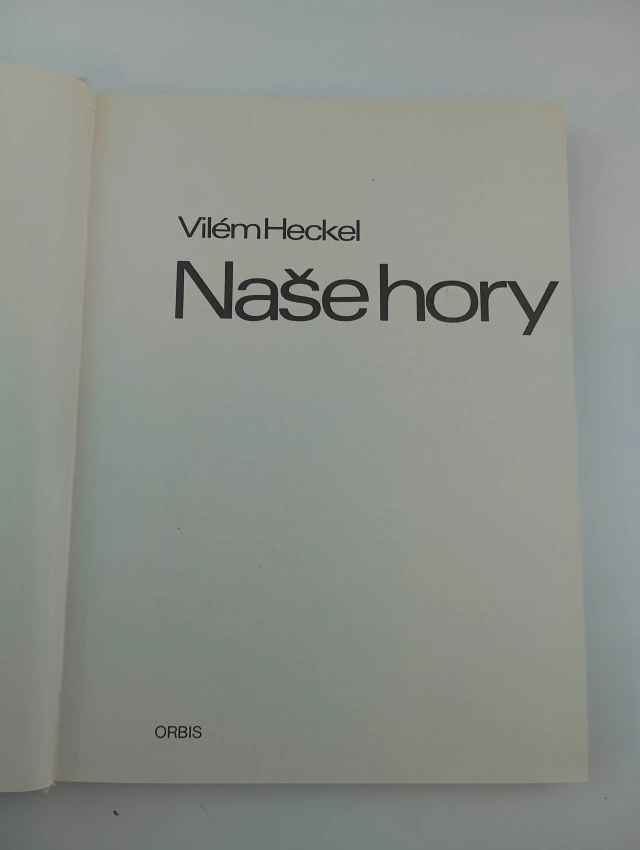 Vilém Heckel
Naše hory
ORBIS